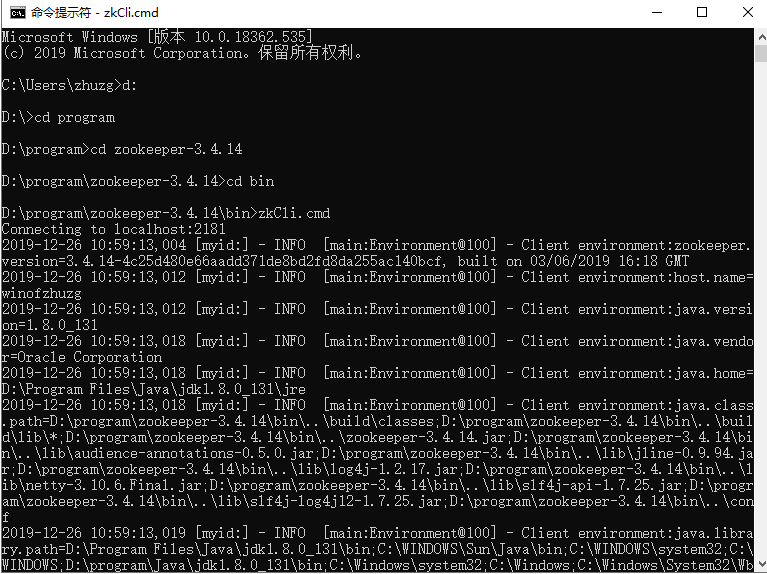 命令提示符 - zkCli.cmd
Microsoft Windows [版本 10.0.18362.535]
(c) 2019 Microsoft Corporation。保留所有权利。
C:\Users\zhuzg>d:
D:\>cd program
D:\program>cd zookeeper-3.4.14
D:\program\zookeeper-3.4.14>cd bin
D:\program\zookeeper-3.4.14\bin>zkCli.cmd
Connecting to localhost:2181
2019-12-26 10:59:13,004 [myid:] - INFO  [main:Environment@100] - Client environment:zookeeper.
version=3.4.14-4c25d480e66aadd371de8bd2fd8da255ac140bcf, built on 03/06/2019 16:18 GMT
2019-12-26 10:59:13,012 [myid:] - INFO  [main:Environment@100] - Client environment:host.name=
winofzhuzg
2019-12-26 10:59:13,012 [myid:] - INFO  [main:Environment@100] - Client environment:java.versi
on=1.8.0_131
2019-12-26 10:59:13,018 [myid:] - INFO  [main:Environment@100] - Client environment:java.vendo
r=Oracle Corporation
2019-12-26 10:59:13,018 [myid:] - INFO  [main:Environment@100] - Client environment:java.home=
D:\Program Files\Java\jdk1.8.0_131\jre
2019-12-26 10:59:13,018 [myid:] - INFO  [main:Environment@100] - Client environment:java.class
.path=D:\program\zookeeper-3.4.14\bin\..\build\classes;D:\program\zookeeper-3.4.14\bin\..\buil
d\lib\*;D:\program\zookeeper-3.4.14\bin\..\zookeeper-3.4.14.jar;D:\program\zookeeper-3.4.14\bi
n\..\lib\audience-annotations-0.5.0.jar;D:\program\zookeeper-3.4.14\bin\..\lib\jline-0.9.94.ja
r;D:\program\zookeeper-3.4.14\bin\..\lib\log4j-1.2.17.jar;D:\program\zookeeper-3.4.14\bin\..\l
ib\netty-3.10.6.Final.jar;D:\program\zookeeper-3.4.14\bin\..\lib\slf4j-api-1.7.25.jar;D:\progr
am\zookeeper-3.4.14\bin\..\lib\slf4j-log4j12-1.7.25.jar;D:\program\zookeeper-3.4.14\bin\..\con
f
2019-12-26 10:59:13,019 [myid:] - INFO  [main:Environment@100] - Client environment:java.libra
ry.path=D:\Program Files\Java\jdk1.8.0_131\bin;C:\WINDOWS\Sun\Java\bin;C:\WINDOWS\system32;C:\
WINDOWS;D:\program\jdk1.8.0_131\bin;C:\Windows\system32;C:\Windows;C:\Windows\System32\Wb